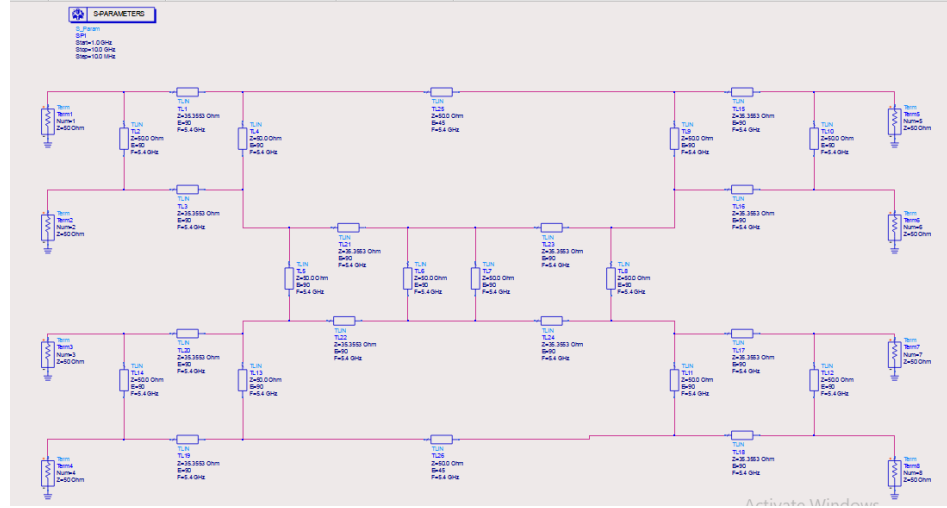 S-PARAMETERS
S_Param
SP1
Start=1.0 GHz
Stop=10.0 GHz
Step=10.0 MHz
Term
Term1
Num=1
Z=50 Ohm
TLIN
TL2
Z=50.0 Ohm
E=90
F=5.4 GHz
TLIN
TL1
Z=35.3553 Ohm
E=90
F=5.4 GHz
TLIN
TL4
Z=50.0 Ohm
E=90
F=5.4 GHz
TLIN
TL25
Z=50.0 Ohm
E=45
F=5.4 GHz
TLIN
TL9
Z=50.0 Ohm
E=90
F=5.4 GHz
TLIN
TL15
Z=35.3553 Ohm
E=90
F=5.4 GHz
TLIN
TL10
Z=50.0 Ohm
E=90
F=5.4 GHz
Term
Term5
Num=5
Z=50 Ohm
Term
Term2
Num=2
Z=50 Ohm
TLIN
TL3
Z=35.3553 Ohm
E=90
F=5.4 GHz
TLIN
TL16
Z=35.3553 Ohm
E=90
F=5.4 GHz
Term
Term6
Num=6
Z=50 Ohm
TLIN
TL21
Z=35.3553 Ohm
E=90
F=5.4 GHz
TLIN
TL23
Z=35.3553 Ohm
E=90
F=5.4 GHz
TLIN
TL5
Z=50.0 Ohm
E=90
F=5.4 GHz
TLIN
TL6
Z=50.0 Ohm
E=90
F=5.4 GHz
TLIN
TL7
Z=50.0 Ohm
E=90
F=5.4 GHz
TLIN
TL8
Z=50.0 Ohm
E=90
F=5.4 GHz
TLIN
TL22
Z=35.3553 Ohm
E=90
F=5.4 GHz
TLIN
TL24
Z=35.3553 Ohm
E=90
F=5.4 GHz
Term
Term3
Num=3
Z=50 Ohm
TLIN
TL14
Z=50.0 Ohm
E=90
F=5.4 GHz
TLIN
TL20
Z=35.3553 Ohm
E=90
F=5.4 GHz
TLIN
TL13
Z=50.0 Ohm
E=90
F=5.4 GHz
TLIN
TL11
Z=50.0 Ohm
E=90
F=5.4 GHz
TLIN
TL17
Z=35.3553 Ohm
E=90
F=5.4 GHz
TLIN
TL12
Z=50.0 Ohm
E=90
F=5.4 GHz
Term
Term7
Num=7
Z=50 Ohm
Term
Term4
Num=4
Z=50 Ohm
TLIN
TL19
Z=35.3553 Ohm
E=90
F=5.4 GHz
TLIN
TL26
Z=50.0 Ohm
E=45
F=5.4 GHz
TLIN
TL18
Z=35.3553 Ohm
E=90
F=5.4 GHz
Term
Term8
Num=8
Z=50 Ohm
Activate Windows